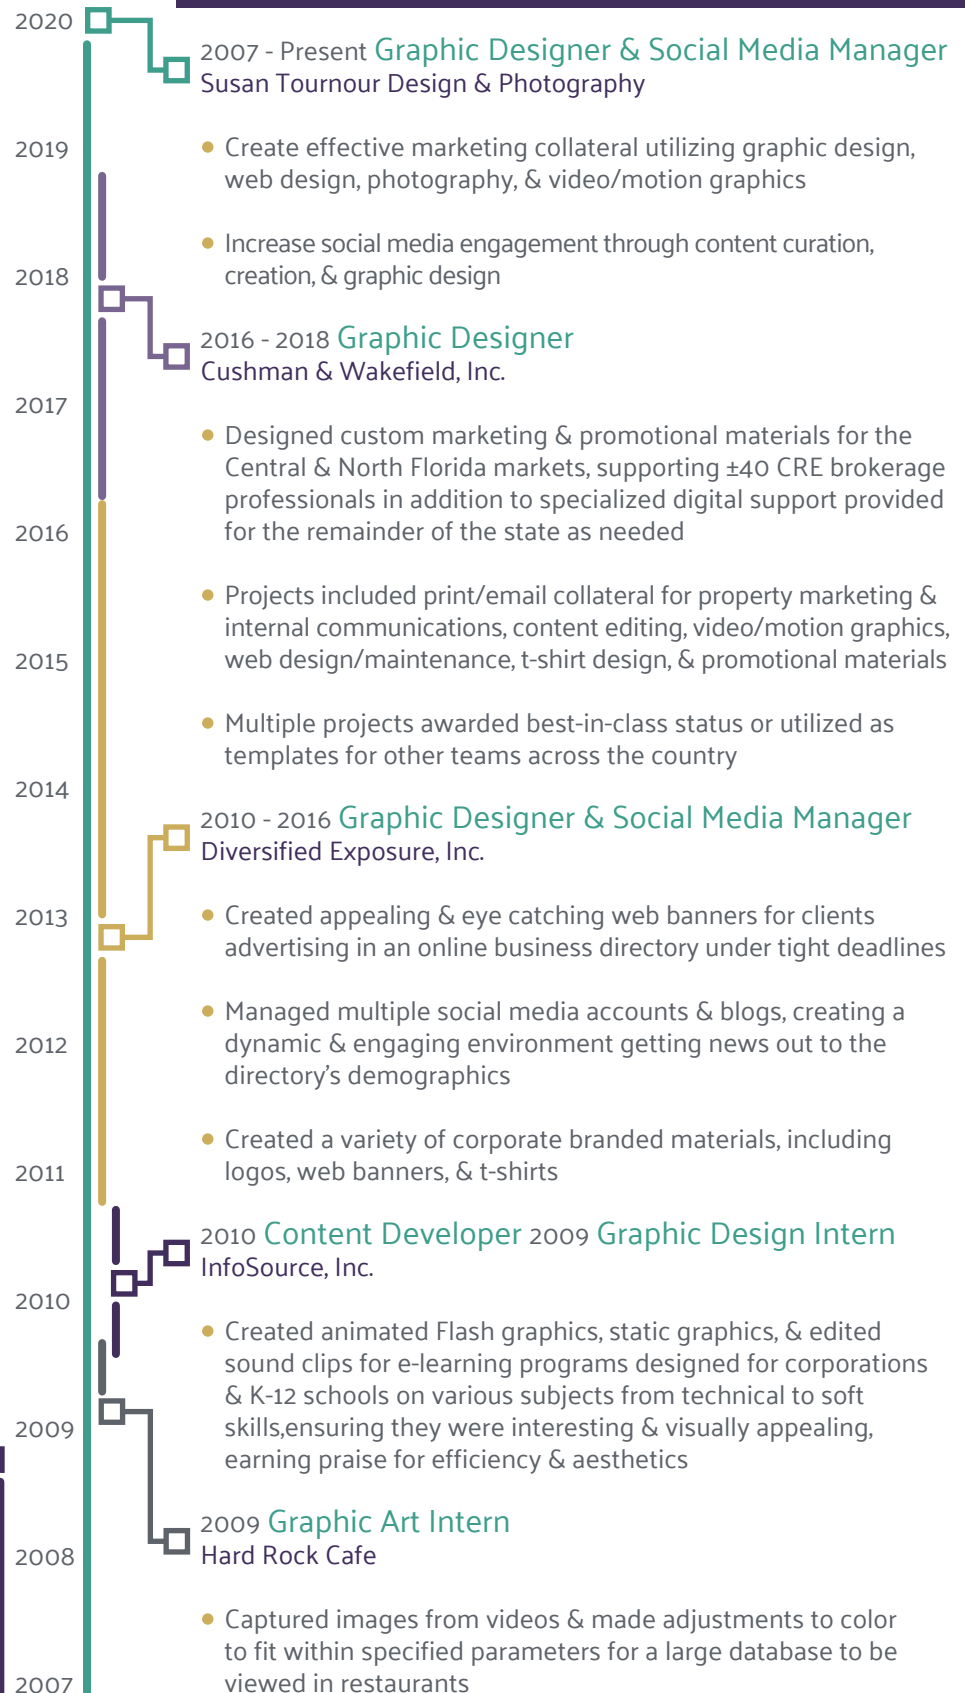 2020
2007 - Present Graphic Designer & Social Media Manager
Susan Tournour Design & Photography
2019
• Create effective marketing collateral utilizing graphic design,
web design, photography, & video/motion graphics
• Increase social media engagement through content curation,
creation, & graphic design
2018
2016 - 2018 Graphic Designer
Cushman & Wakefield, Inc.
2017
• Designed custom marketing & promotional materials for the
Central & North Florida markets, supporting ±40 CRE brokerage
professionals in addition to specialized digital support provided
for the remainder of the state as needed
2016
• Projects included print/email collateral for property marketing &
internal communications, content editing, video/motion graphics,
web design/maintenance, t-shirt design, & promotional materials
2015
• Multiple projects awarded best-in-class status or utilized as
templates for other teams across the country
2014
2010 - 2016 Graphic Designer & Social Media Manager
Diversified Exposure, Inc.
2013
• Created appealing & eye catching web banners for clients
advertising in an online business directory under tight deadlines
• Managed multiple social media accounts & blogs, creating a
dynamic & engaging environment getting news out to the
directory's demographics
2012
• Created a variety of corporate branded materials, including
logos, web banners, & t-shirts
2011
2010 Content Developer 2009 Graphic Design Intern
InfoSource, Inc.
2010
• Created animated Flash graphics, static graphics, & edited
sound clips for e-learning programs designed for corporations
& K-12 schools on various subjects from technical to soft
skills,ensuring they were interesting & visually appealing,
earning praise for efficiency & aesthetics
2009
2009 Graphic Art Intern
Hard Rock Cafe
2008
• Captured images from videos & made adjustments to color
to fit within specified parameters for a large database to be
viewed in restaurants
2007